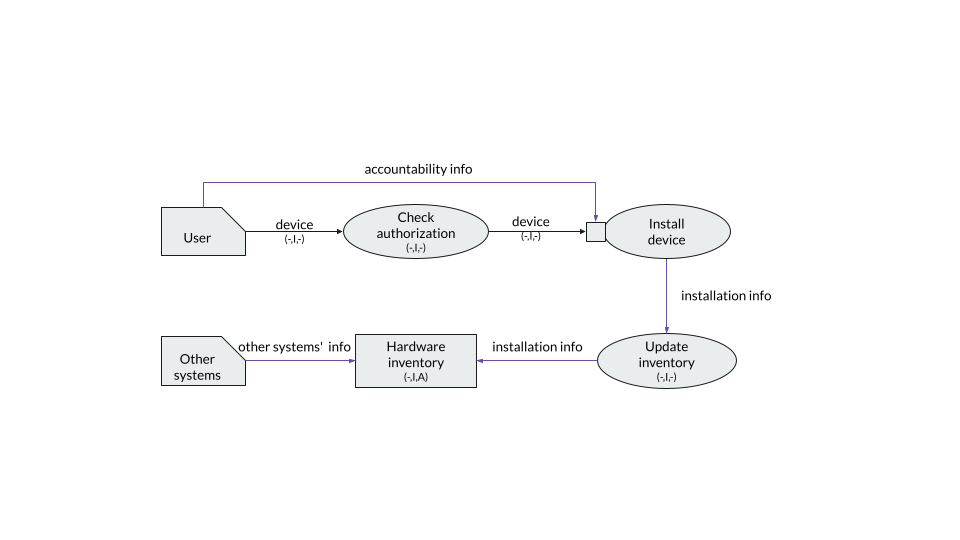 accountability info
User
device
(-,I,-)
Check
authorization
(-,I,-)
device
(-,I,-)
Install
device
installation info
Other
systems
other systems' info
Hardware
inventory
(-,I,A)
installation info
Update
inventory
(-,I,-)